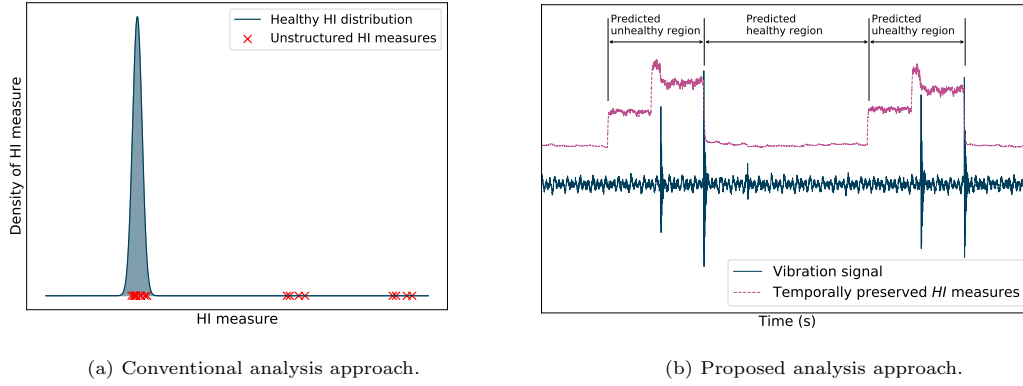 Healthy HI distribution
Unstructured HI measures
Density of HI measure
HI measure
(a) Conventional analysis approach.
Predicted
unhealthy region
Predicted
healthy region
Predicted
uhealthy region
Vibration signal
Temporally preserved HI measures
Time (s)
(b) Proposed analysis approach.